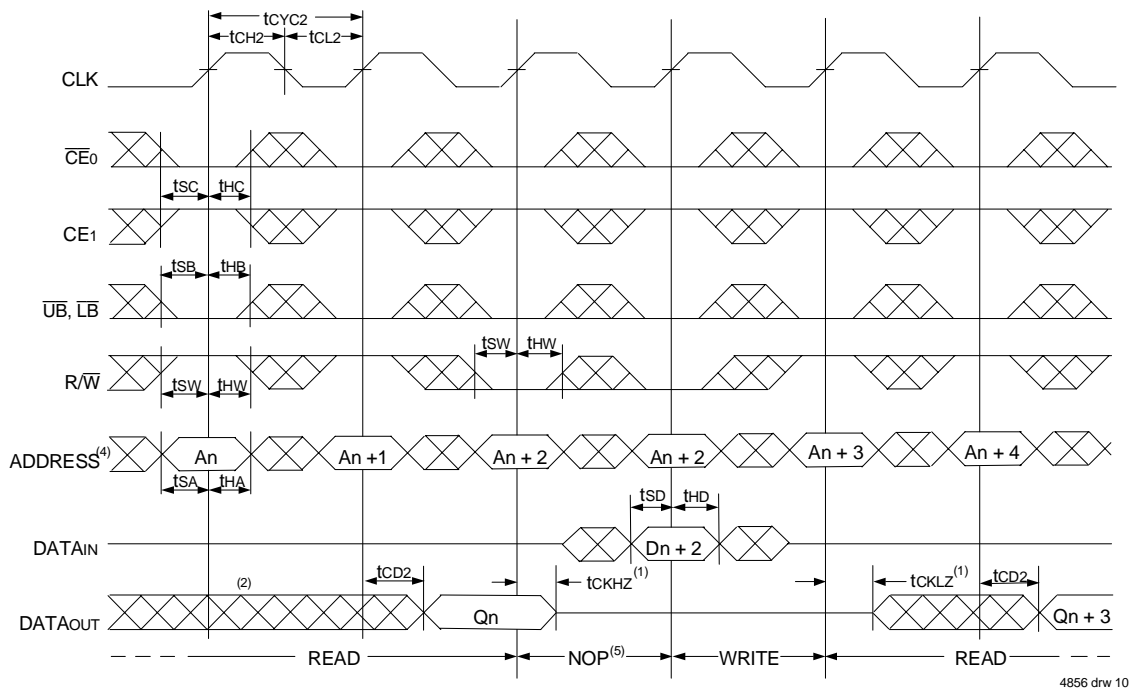 tCYC2
tCH2 tCL2
CLK
CE0
tSC tHC
CE1
tSB tHB
UB, LB
tSW tHW
R/W
tSW tHW
ADDRESS(4) An An +1 An + 2 An + 2 An + 3 An + 4
tSA tHA
tSD tHD
DATAIN Dn + 2
(2) tCD2 tCKHZ(1) tCKLZ(1) tCD2
DATAOUT Qn Qn + 3
READ NOP(5) WRITE READ
4856 drw 10